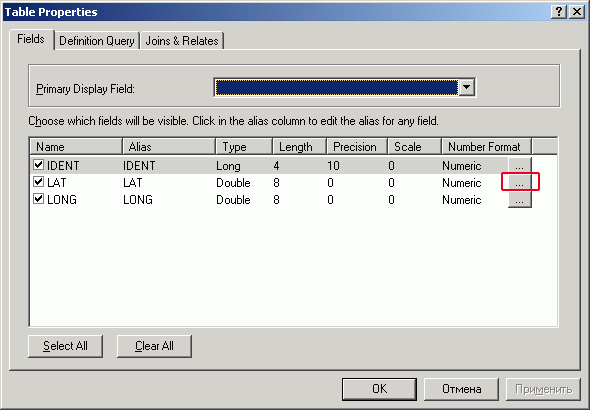 Table Properties
Fields Definition Query Joins & Relates
Primary Display Field:
Choose which fields will be visible. Click in the alias column to edit the alias for any field.
Name Alias Type Length Precision Scale Number Format
IDENT IDENT Long 4 10 0 Numeric ...
LAT LAT Double 8 0 0 Numeric ...
LONG LONG Double 8 0 0 Numeric ...
Select All Clear All
OK Отмена Применить